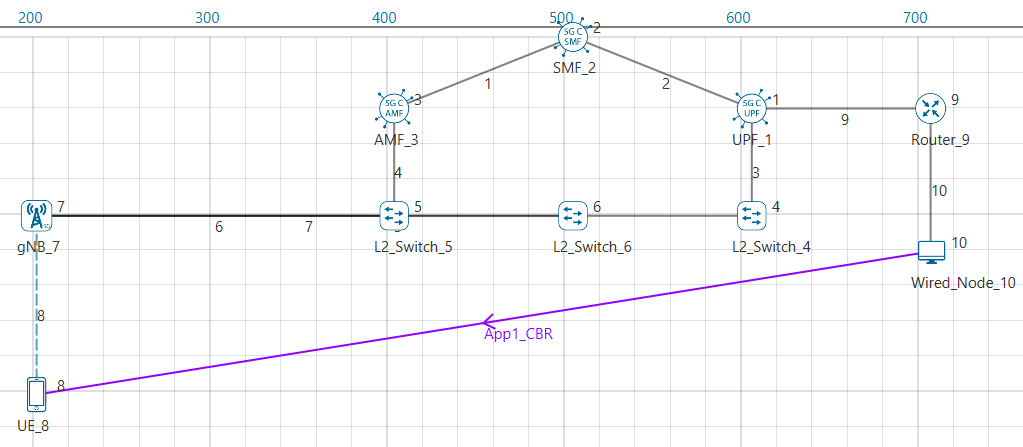 200 300 400 500 600 700
5G C
SMF
2
SMF_2
1
2
5G C
AMF
3
AMF_3
5G C
UPF
1
UPF_1
9
9
Router_9
4
3
10
7
gNB_7
6
7
5
L2_Switch_5
6
L2_Switch_6
4
L2_Switch_4
10
Wired_Node_10
8
App1_CBR
8
UE_8